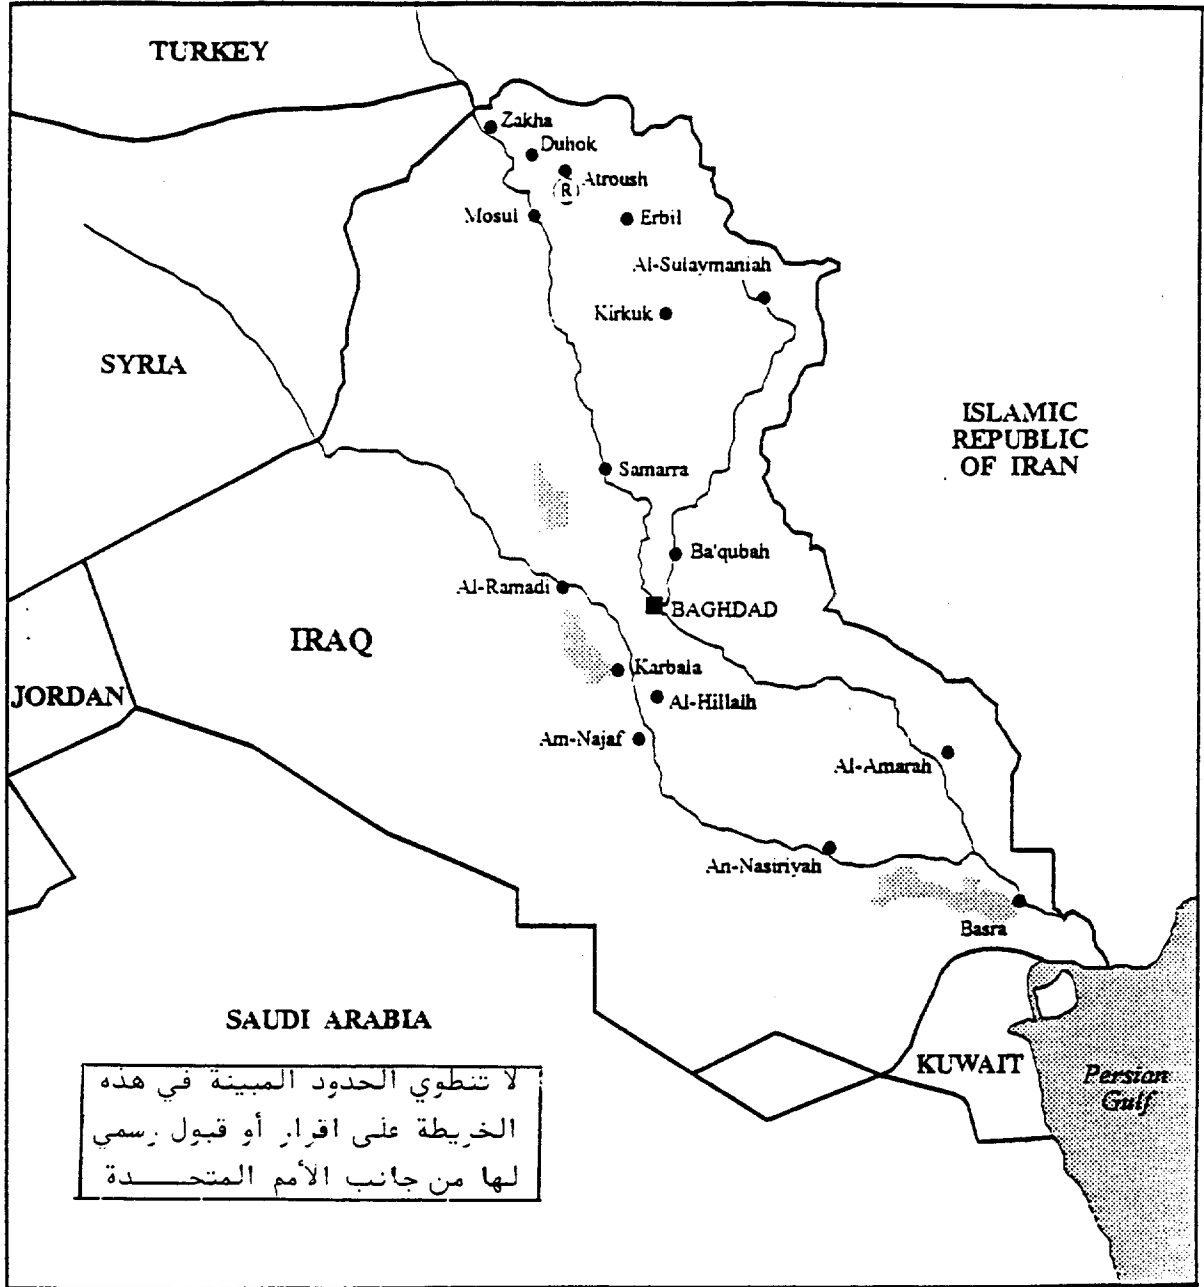 TURKEY
Zakha
Duhok
Atroush
R
Mosul
Erbil
Al-Sulaymaniah
Kirkuk
SYRIA
ISLAMIC
REPUBLIC
OF IRAN
Samarra
Ba'qubah
Al-Ramadi
BAGHDAD
IRAQ
Karbala
JORDAN
Al-Hillaih
Am-Najaf
Al-Amarah
An-Nasiriyah
Basra
SAUDI ARABIA
KUWAIT
Persian
Gulf
لا تنطوي الحدود المبينة في هذه
الخريطة على اقرار أو قبول رسمي
لها من جانب الأمم المتحـــدة